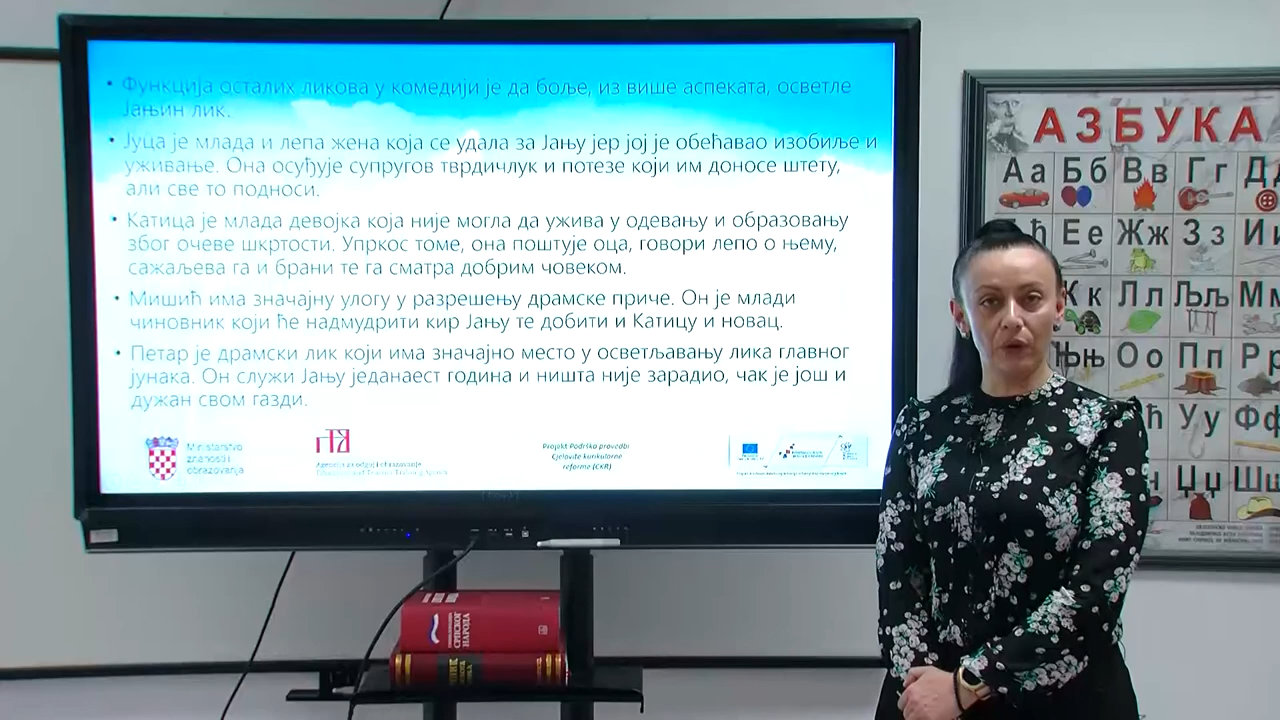 • Функција осталих ликова у комедији је да боље, из више аспеката, осветле
Јањин лик.
• Јуца је млада и лепа жена која се удала за Јању јер јој је обећавао изобиље и
уживање. Она осуђује супругов тврдичлук и потезе који им доносе штету,
али све то подноси.
• Катица је млада девојка која није могла да ужива у одевању и образовању
због очеве шкртости. Упркос томе, она поштује оца, говори лепо о њему,
сажаљева га и брани те га сматра добрим човеком.
• Мишић има значајну улогу у разрешењу драмске приче. Он је млади
чиновник који ће надмудрити кир Јању те добити и Катицу и новац.
• Петар је драмски лик који има значајно место у осветљавању лика главног
јунака. Он служи Јању једанаест година и ништа није зарадио, чак је још и
дужан свом газди.
Ministarstvo
znanosti i
obrazovanja
Agencija za odgoj i obrazovanje
Projekt Podrška provedbi
Cjelovite kurikularne
reforme (CKR)
АЗБУКА
Аа Бб Вв Гг Дд
Ђ Ее Жж Зз Ии
Кк Лл Љљ Мм
Њњ Оо Пп Рр
Ћ Уу Фф
Џџ Шш
СРПСКОГ
НАРОДА